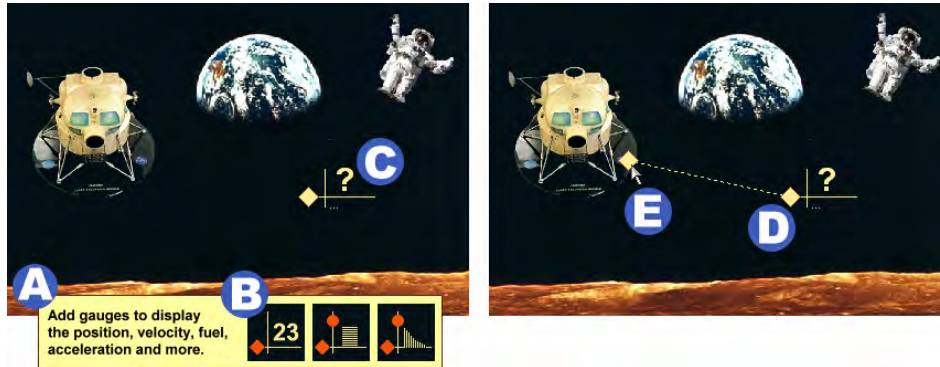 C
?
...
A
B
Add gauges to display
the position, velocity, fuel,
acceleration and more.
23
E
D
?
...